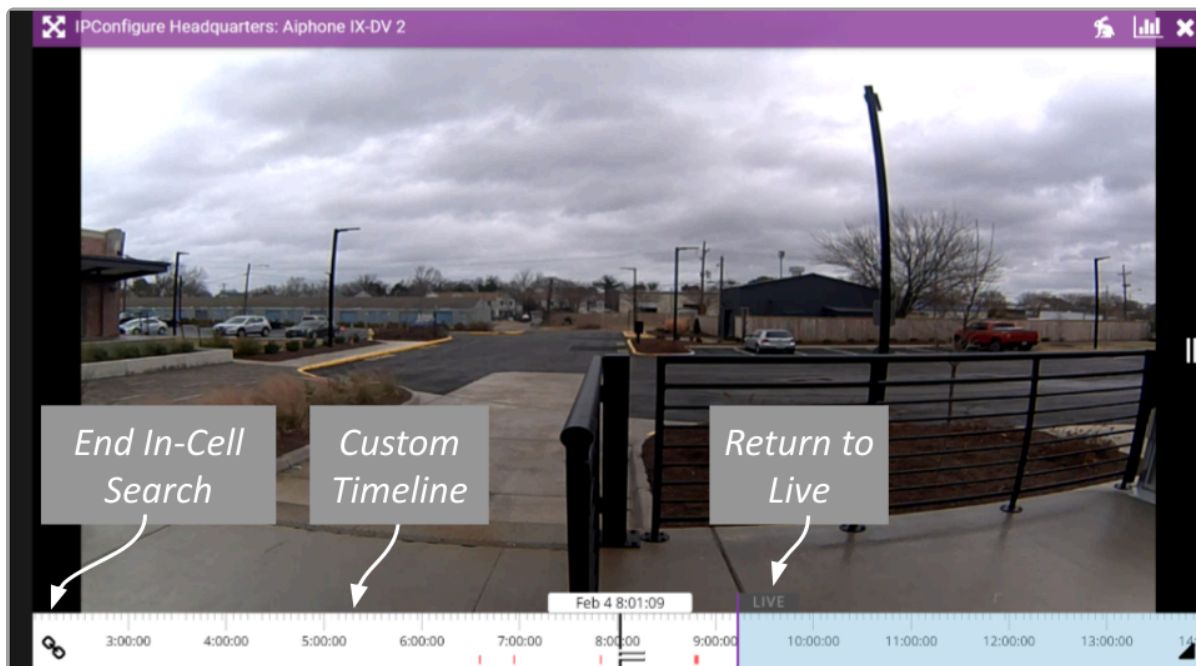 IPConfigure Headquarters: Aiphone IX-DV 2
End In-Cell
Search
Custom
Timeline
Return to
Live
Feb 4 8:01:09
LIVE
3:00:00 4:00:00 5:00:00 6:00:00 7:00:00 8:00:00 9:00:00 10:00:00 11:00:00 12:00:00 13:00:00 14: